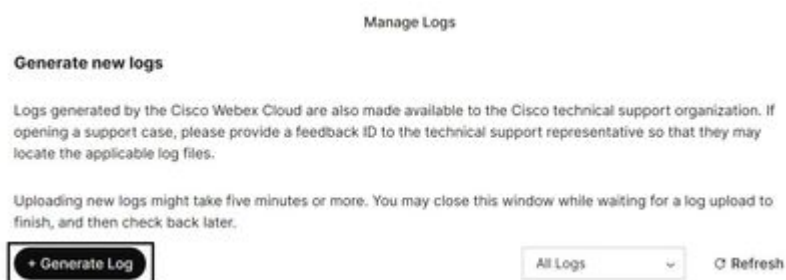 Manage Logs
Generate new logs
Logs generated by the Cisco Webex Cloud are also made available to the Cisco technical support organization. If
opening a support case, please provide a feedback ID to the technical support representative so that they may
locate the applicable log files.
Uploading new logs might take five minutes or more. You may close this window while waiting for a log upload to
finish, and then check back later.
+ Generate Log All Logs Refresh